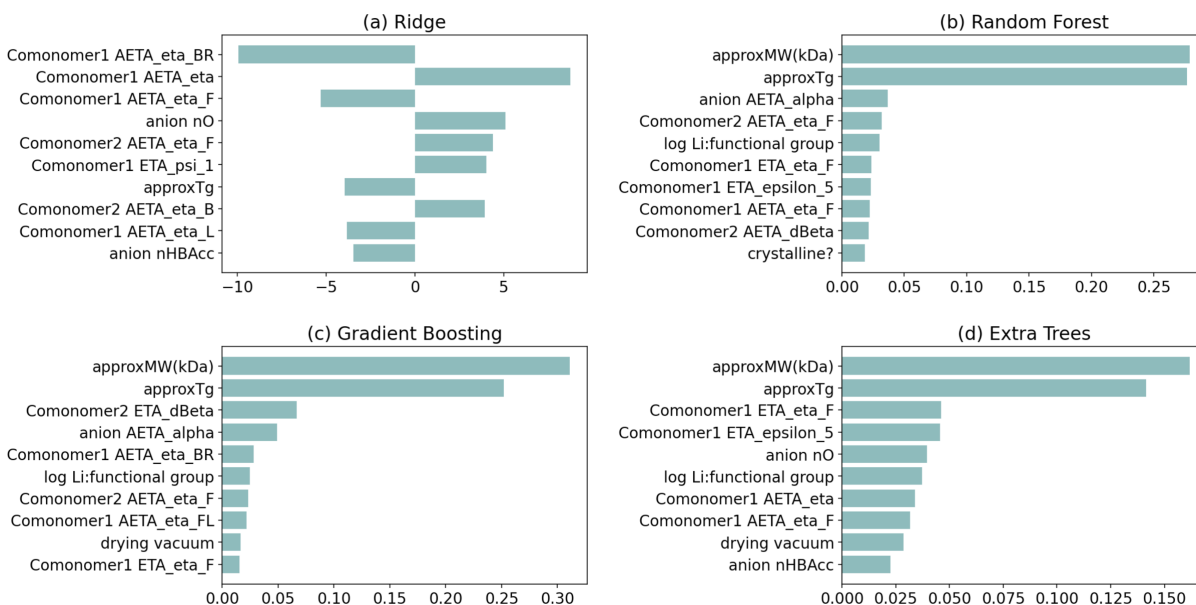 (a) Ridge
Comonomer1 AETA_eta_BR
Comonomer1 AETA_eta
Comonomer1 AETA_eta_F
anion nO
Comonomer2 AETA_eta_F
Comonomer1 ETA_psi_1
approxTg
Comonomer2 AETA_eta_B
Comonomer1 AETA_eta_L
anion nHBAcc
−10 −5 0 5
(b) Random Forest
approxMW(kDa)
approxTg
anion AETA_alpha
Comonomer2 AETA_eta_F
log Li:functional group
Comonomer1 ETA_eta_F
Comonomer1 ETA_epsilon_5
Comonomer1 AETA_eta_F
Comonomer2 AETA_dBeta
crystalline?
0.00 0.05 0.10 0.15 0.20 0.25
(c) Gradient Boosting
approxMW(kDa)
approxTg
Comonomer2 ETA_dBeta
anion AETA_alpha
Comonomer1 AETA_eta_BR
log Li:functional group
Comonomer2 AETA_eta_F
Comonomer1 AETA_eta_FL
drying vacuum
Comonomer1 ETA_eta_F
0.00 0.05 0.10 0.15 0.20 0.25 0.30
(d) Extra Trees
approxMW(kDa)
approxTg
Comonomer1 ETA_eta_F
Comonomer1 ETA_epsilon_5
anion nO
log Li:functional group
Comonomer1 AETA_eta
Comonomer1 AETA_eta_F
drying vacuum
anion nHBAcc
0.000 0.025 0.050 0.075 0.100 0.125 0.150